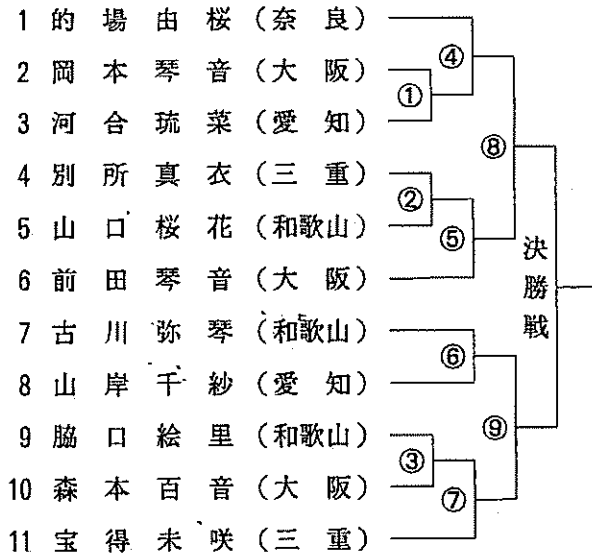 1 的場由桜(奈良)
④
2 岡本琴音(大阪)
①
3 河合琉菜(愛知)
⑧
4 別所真衣(三重)
②
5 山口桜花(和歌山)
⑤
6 前田琴音(大阪)
決勝戦
7 古川弥琴(和歌山)
⑥
8 山岸千紗(愛知)
⑨
9 脇口絵里(和歌山)
③
10 森本百音(大阪)
⑦
11 宝得未咲(三重)